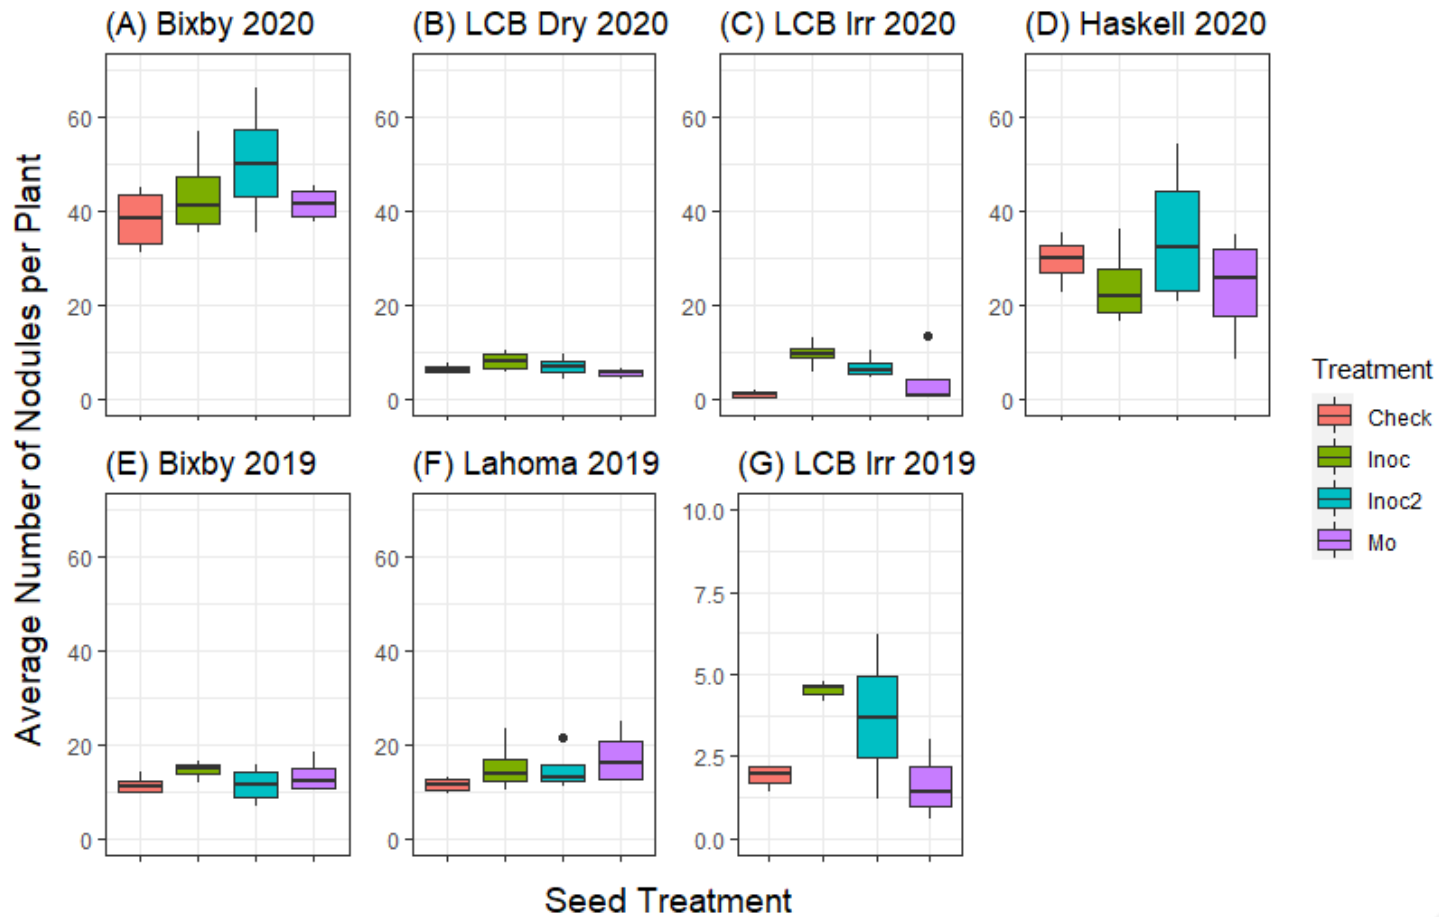 (A) Bixby 2020
(B) LCB Dry 2020
(C) LCB Irr 2020
(D) Haskell 2020
60
40
20
0
60
40
20
0
60
40
20
0
60
40
20
0
Average Number of Nodules per Plant
Treatment
Check
Inoc
Inoc2
Mo
(E) Bixby 2019
(F) Lahoma 2019
(G) LCB Irr 2019
60
40
20
0
60
40
20
0
10.0
7.5
5.0
2.5
0.0
Seed Treatment